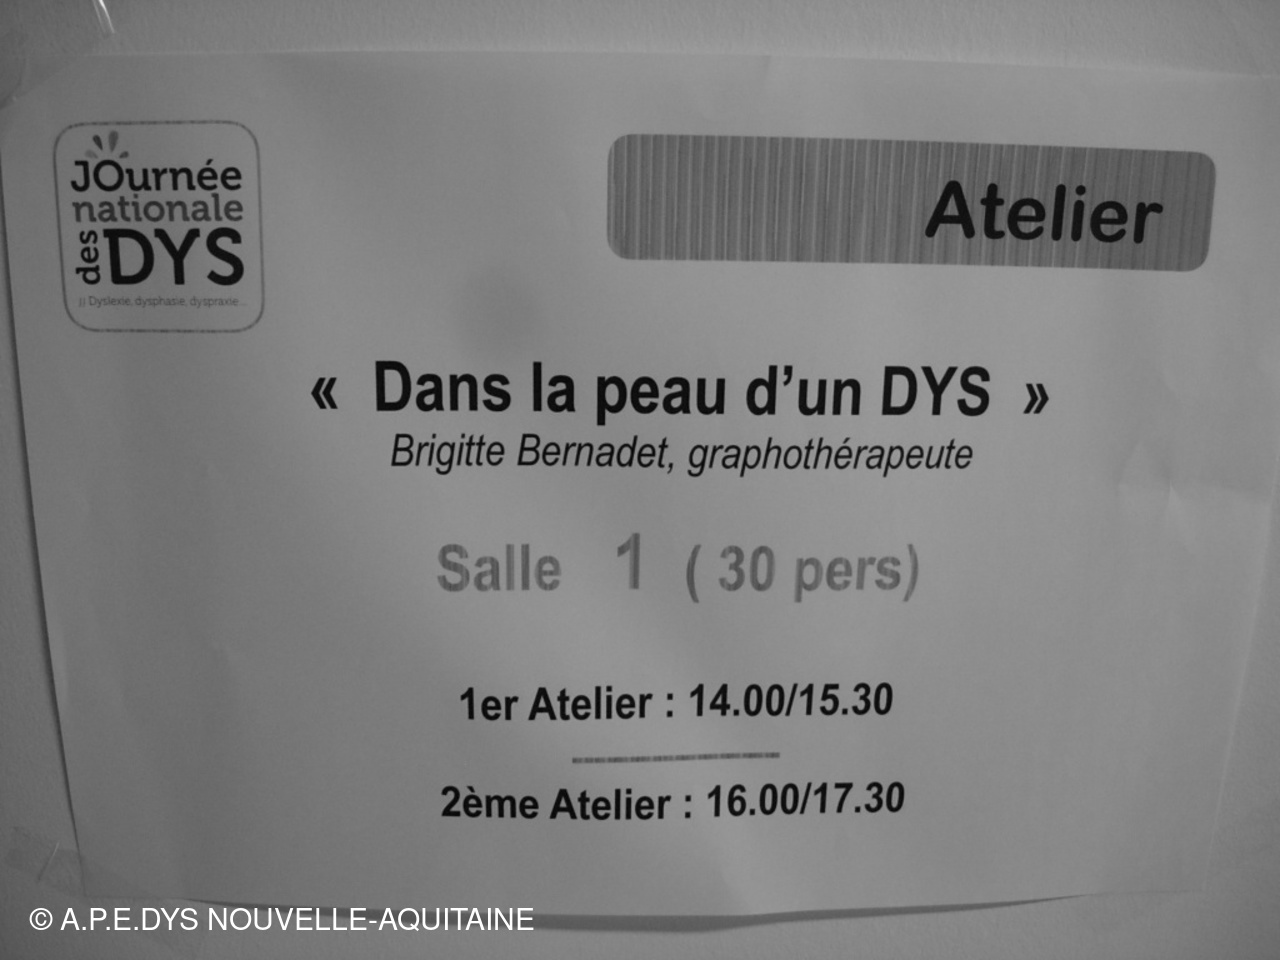 JOurnée
nationale
des DYS
// Dyslexie, dysphasie, dyspraxie...
Atelier
« Dans la peau d'un DYS »
Brigitte Bernadet, graphothérapeute
Salle 1 ( 30 pers)
1er Atelier : 14.00/15.30
2ème Atelier : 16.00/17.30
© A.P.E.DYS NOUVELLE-AQUITAINE